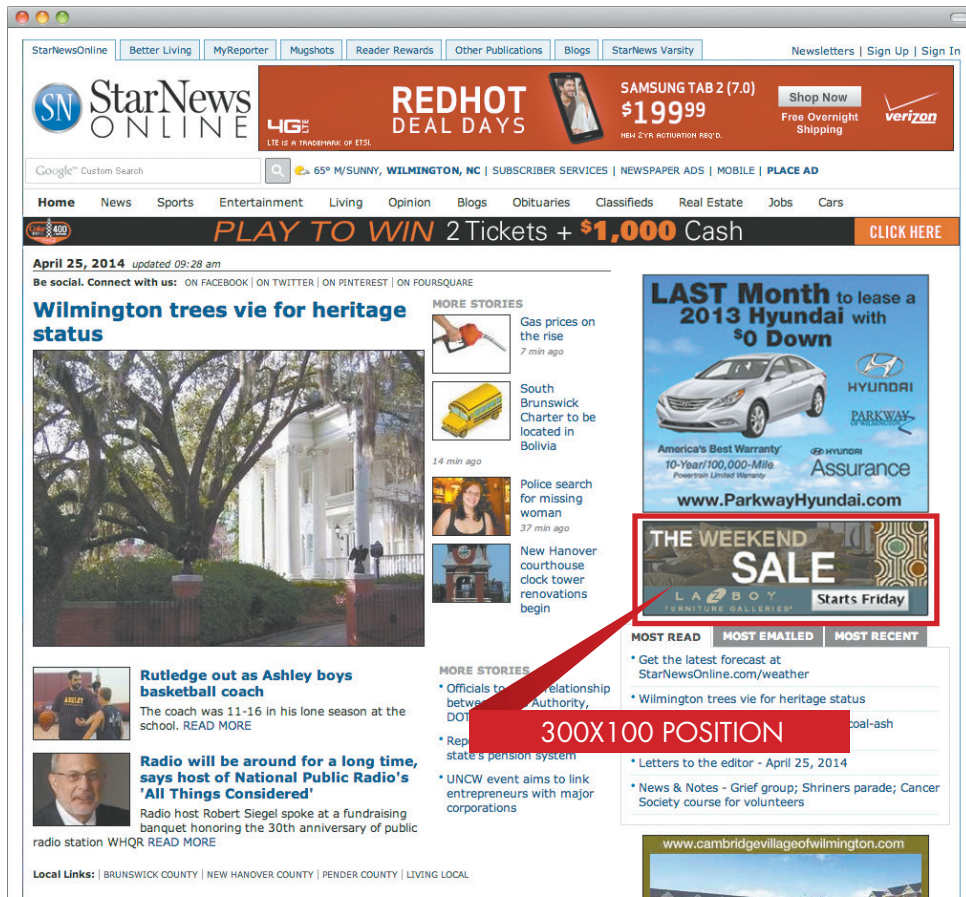 StarNewsOnline Better Living MyReporter Mugshots Reader Rewards Other Publications Blogs StarNews Varsity Newsletters | Sign Up | Sign In
SN StarNews
ONLINE
4G LTE
LTE IS A TRADEMARK OF ETSI.
REDHOT
DEAL DAYS
SAMSUNG TAB 2 (7.0)
$199⁹⁹
NEW 2YR ACTIVATION REQ'D.
Shop Now
Free Overnight
Shipping
verizon
Google™ Custom Search
65° M/SUNNY, WILMINGTON, NC | SUBSCRIBER SERVICES | NEWSPAPER ADS | MOBILE | PLACE AD
Home News Sports Entertainment Living Opinion Blogs Obituaries Classifieds Real Estate Jobs Cars
Coke 400 PLAY TO WIN 2 Tickets + $1,000 Cash CLICK HERE
April 25, 2014 updated 09:28 am
Be social. Connect with us: ON FACEBOOK | ON TWITTER | ON PINTEREST | ON FOURSQUARE
Wilmington trees vie for heritage
status
MORE STORIES
Gas prices on
the rise
7 min ago
South
Brunswick
Charter to be
located in
Bolivia
14 min ago
Police search
for missing
woman
37 min ago
New Hanover
courthouse
clock tower
renovations
begin
LAST Month to lease a
2013 Hyundai with
$0 Down
HYUNDAI
PARKWAY
OF WILMINGTON
America's Best Warranty
10-Year/100,000-Mile
Powertrain Limited Warranty
HYUNDAI
Assurance
www.ParkwayHyundai.com
THE WEEKEND
SALE
LA Z BOY
FURNITURE GALLERIES®
Starts Friday
MOST READ MOST EMAILED MOST RECENT
• Get the latest forecast at
StarNewsOnline.com/weather
• Wilmington trees vie for heritage status
coal-ash
• Letters to the editor - April 25, 2014
• News & Notes - Grief group; Shriners parade; Cancer
Society course for volunteers
300X100 POSITION
Rutledge out as Ashley boys
basketball coach
The coach was 11-16 in his lone season at the
school. READ MORE
Radio will be around for a long time,
says host of National Public Radio's
'All Things Considered'
Radio host Robert Siegel spoke at a fundraising
banquet honoring the 30th anniversary of public
radio station WHQR READ MORE
MORE STORIES
• Officials to relationship
Authority,
DOT
state's pension system
• UNCW event aims to link
entrepreneurs with major
corporations
www.cambridgevillageofwilmington.com
Local Links: | BRUNSWICK COUNTY | NEW HANOVER COUNTY | PENDER COUNTY | LIVING LOCAL